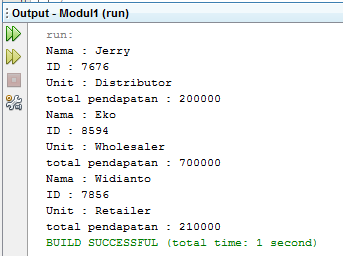 Output - Modul1 (run)
run:
Nama : Jerry
ID : 7676
Unit : Distributor
total pendapatan : 200000
Nama : Eko
ID : 8594
Unit : Wholesaler
total pendapatan : 700000
Nama : Widianto
ID : 7856
Unit : Retailer
total pendapatan : 210000
BUILD SUCCESSFUL (total time: 1 second)